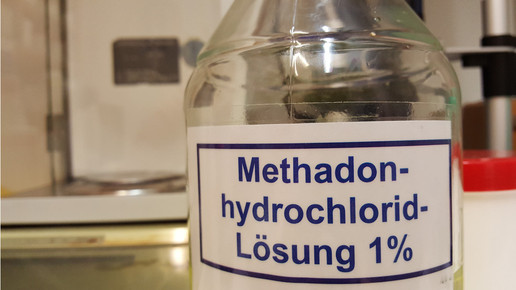 Methadon-
hydrochlorid-
Lösung 1%